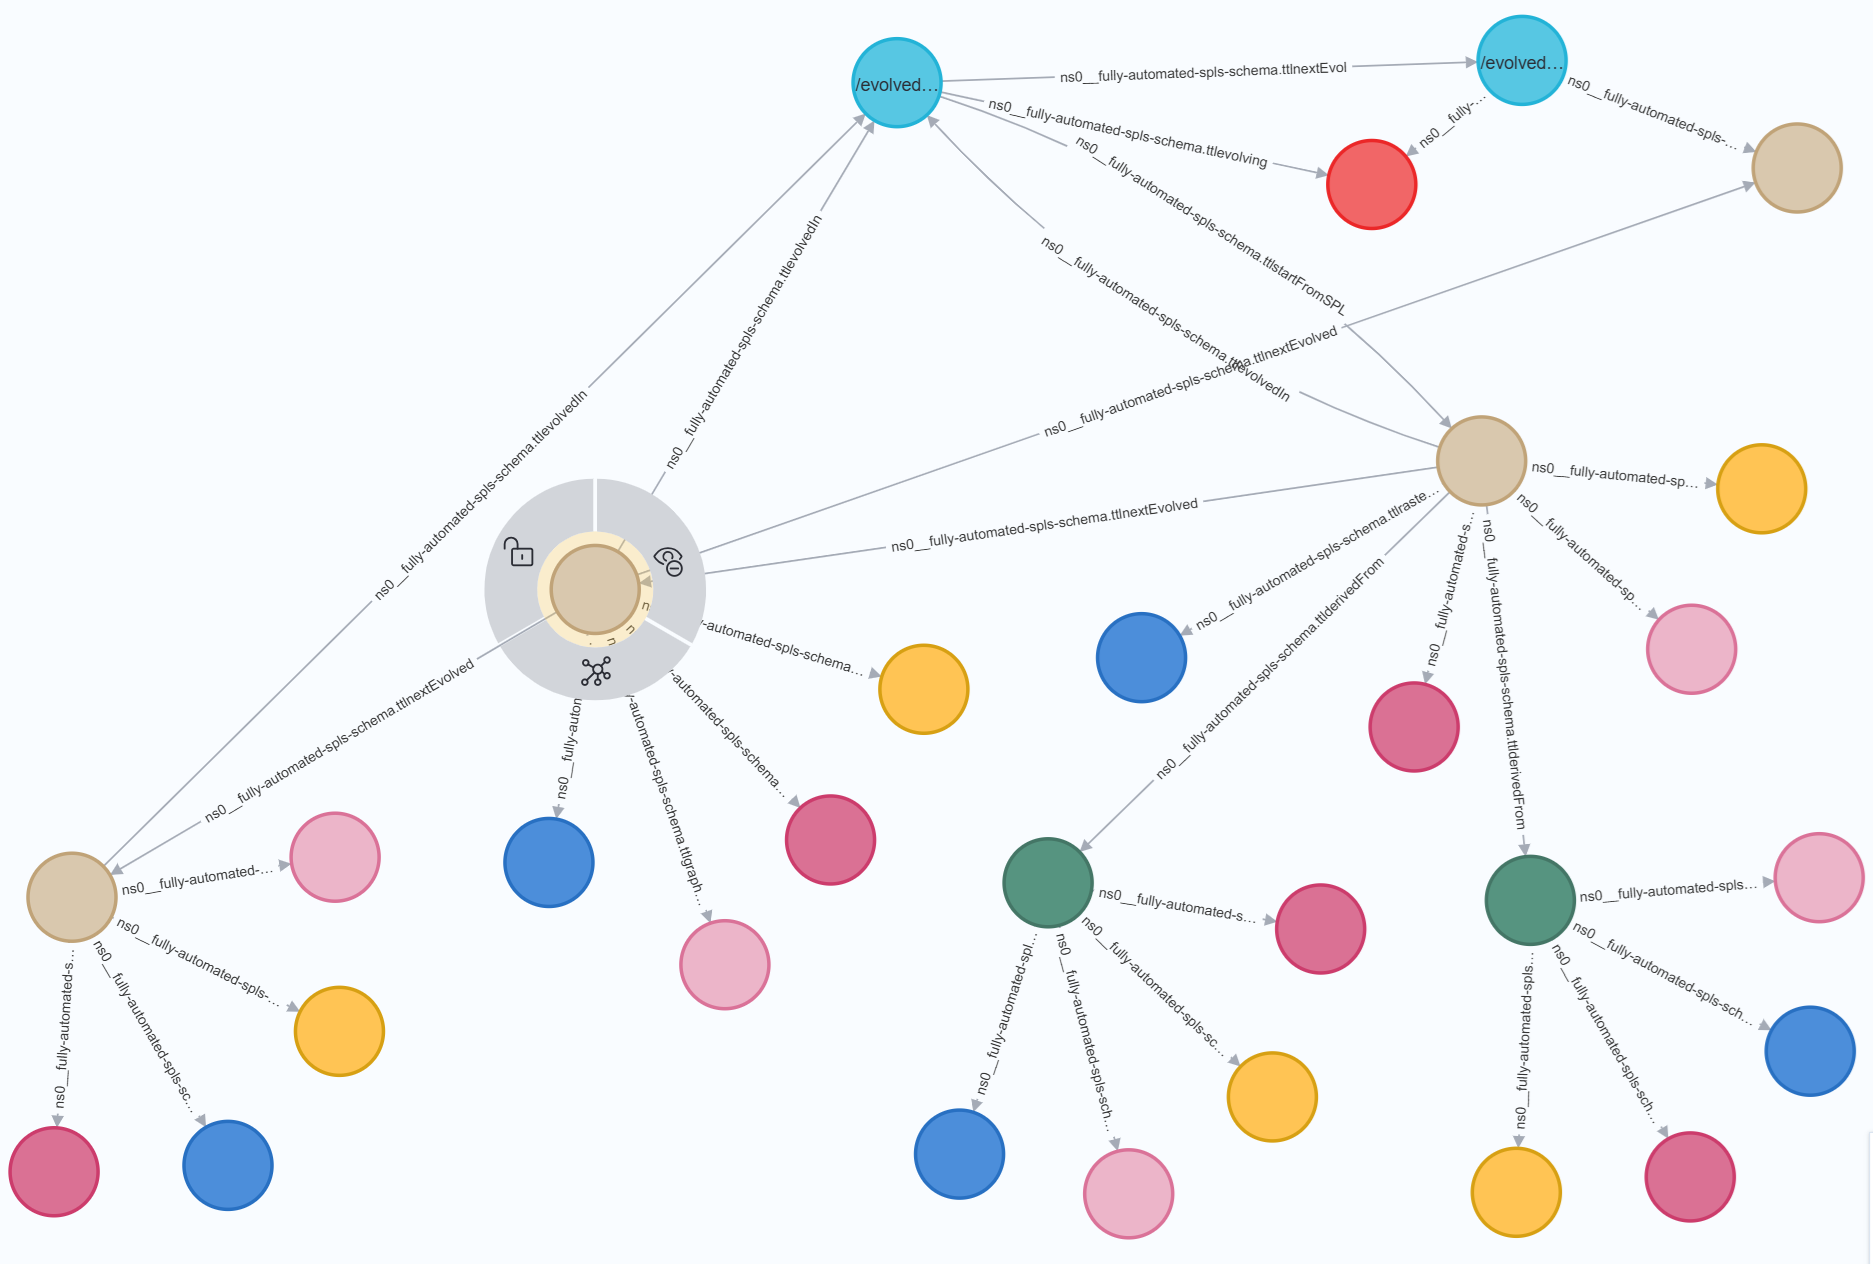 /evolved…
/evolved…
ns0__fully-automated-spls-schema.ttlnextEvol
ns0__fully-…
ns0__fully-automated-spls-…
ns0__fully-automated-spls-schema.ttlevolving
ns0__fully-automated-spls-schema.ttlstartFromSPL
ns0__fully-automated-spls-schema.ttlevolvedIn
ns0__fully-automated-spls-schema.ttlevolvedIn
ns0__fully-automated-spls-schema.ttlnextEvolved
ns0__fully-automated-spls-schema.ttlevolvedIn
ns0__fully-automated-spls-schema.ttlnextEvolved
ns0__fully-automated-sp…
ns0__fully-automated-spls-schema.ttlraste…
ns0__fully-automated-spls-schema.ttlderivedFrom
ns0__fully-automated-s…
ns0__fully-automated-spls-schema.ttlderivedFrom
ns0__fully-automated-sp…
n
n
n
-automated-spls-schema…
-automated-spls-schema…
-automated-spls-schema.ttlgraph…
ns0__fully-auton
ns0__fully-automated-spls-schema.ttlnextEvolved
ns0__fully-automated-…
ns0__fully-automated-spls-…
ns0__fully-automated-spls-sc…
ns0__fully-automated-s…
ns0__fully-automated-s…
ns0__fully-automated-spls-sc…
ns0__fully-automated-spls-sch…
ns0__fully-automated-spl…
ns0__fully-automated-spls…
ns0__fully-automated-spls-sch…
ns0__fully-automated-spls-sch…
ns0__fully-automated-spls…